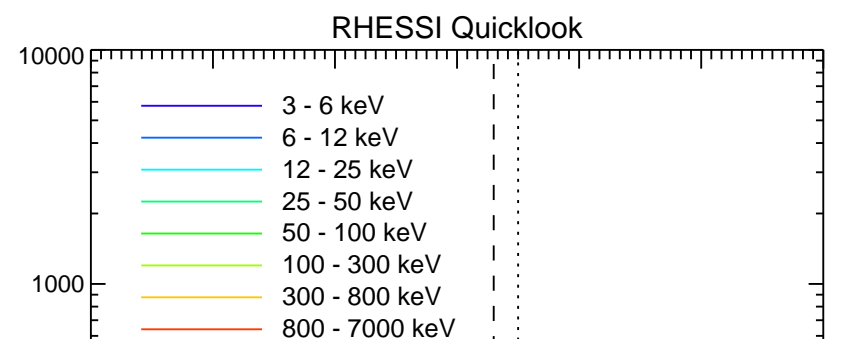 RHESSI Quicklook
10000
3 - 6 keV
6 - 12 keV
12 - 25 keV
25 - 50 keV
50 - 100 keV
100 - 300 keV
1000
300 - 800 keV
800 - 7000 keV